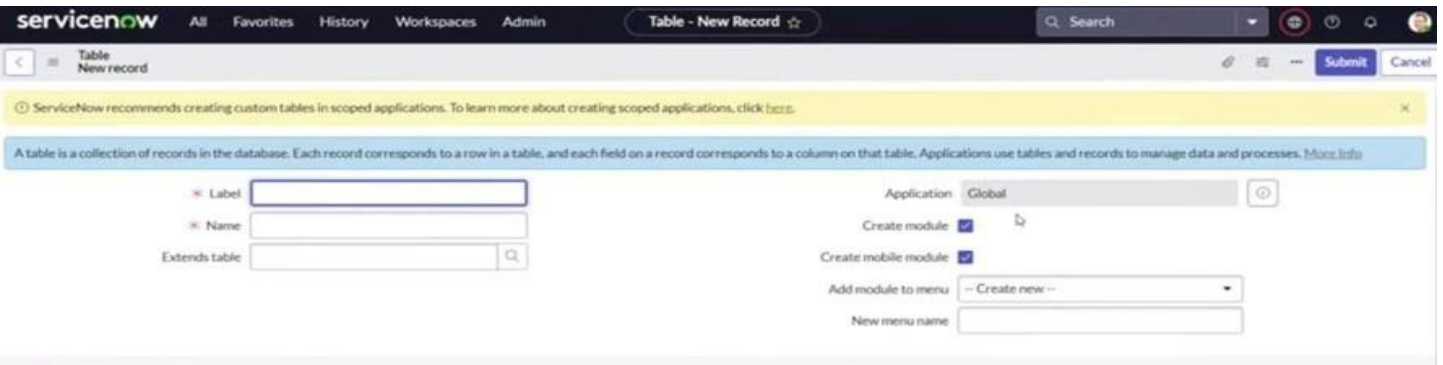 servicenow All Favorites History Workspaces Admin Table - New Record Search
Table
New record
Submit Cancel
ServiceNow recommends creating custom tables in scoped applications. To learn more about creating scoped applications, click here.
A table is a collection of records in the database. Each record corresponds to a row in a table, and each field on a record corresponds to a column on that table. Applications use tables and records to manage data and processes. More Info
* Label
* Name
Extends table
Application Global
Create module
Create mobile module
Add module to menu -- Create new --
New menu name